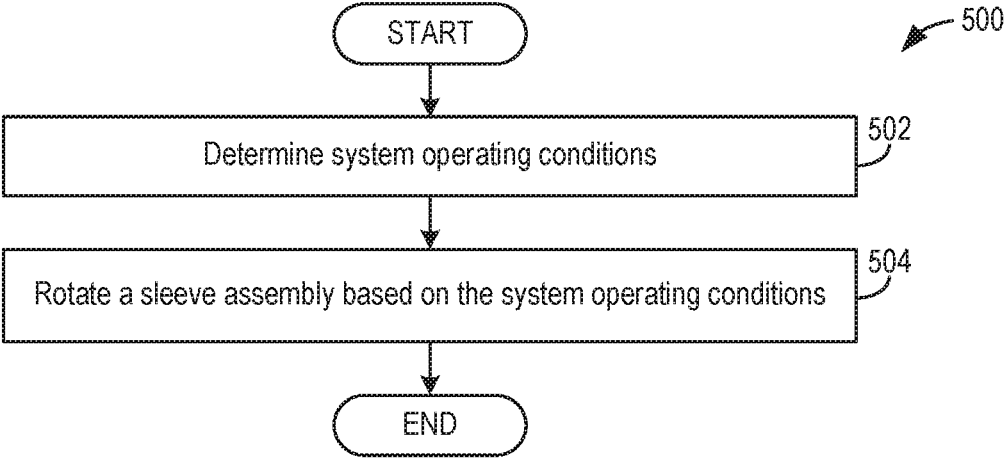 START
500
Determine system operating conditions
502
Rotate a sleeve assembly based on the system operating conditions
504
END